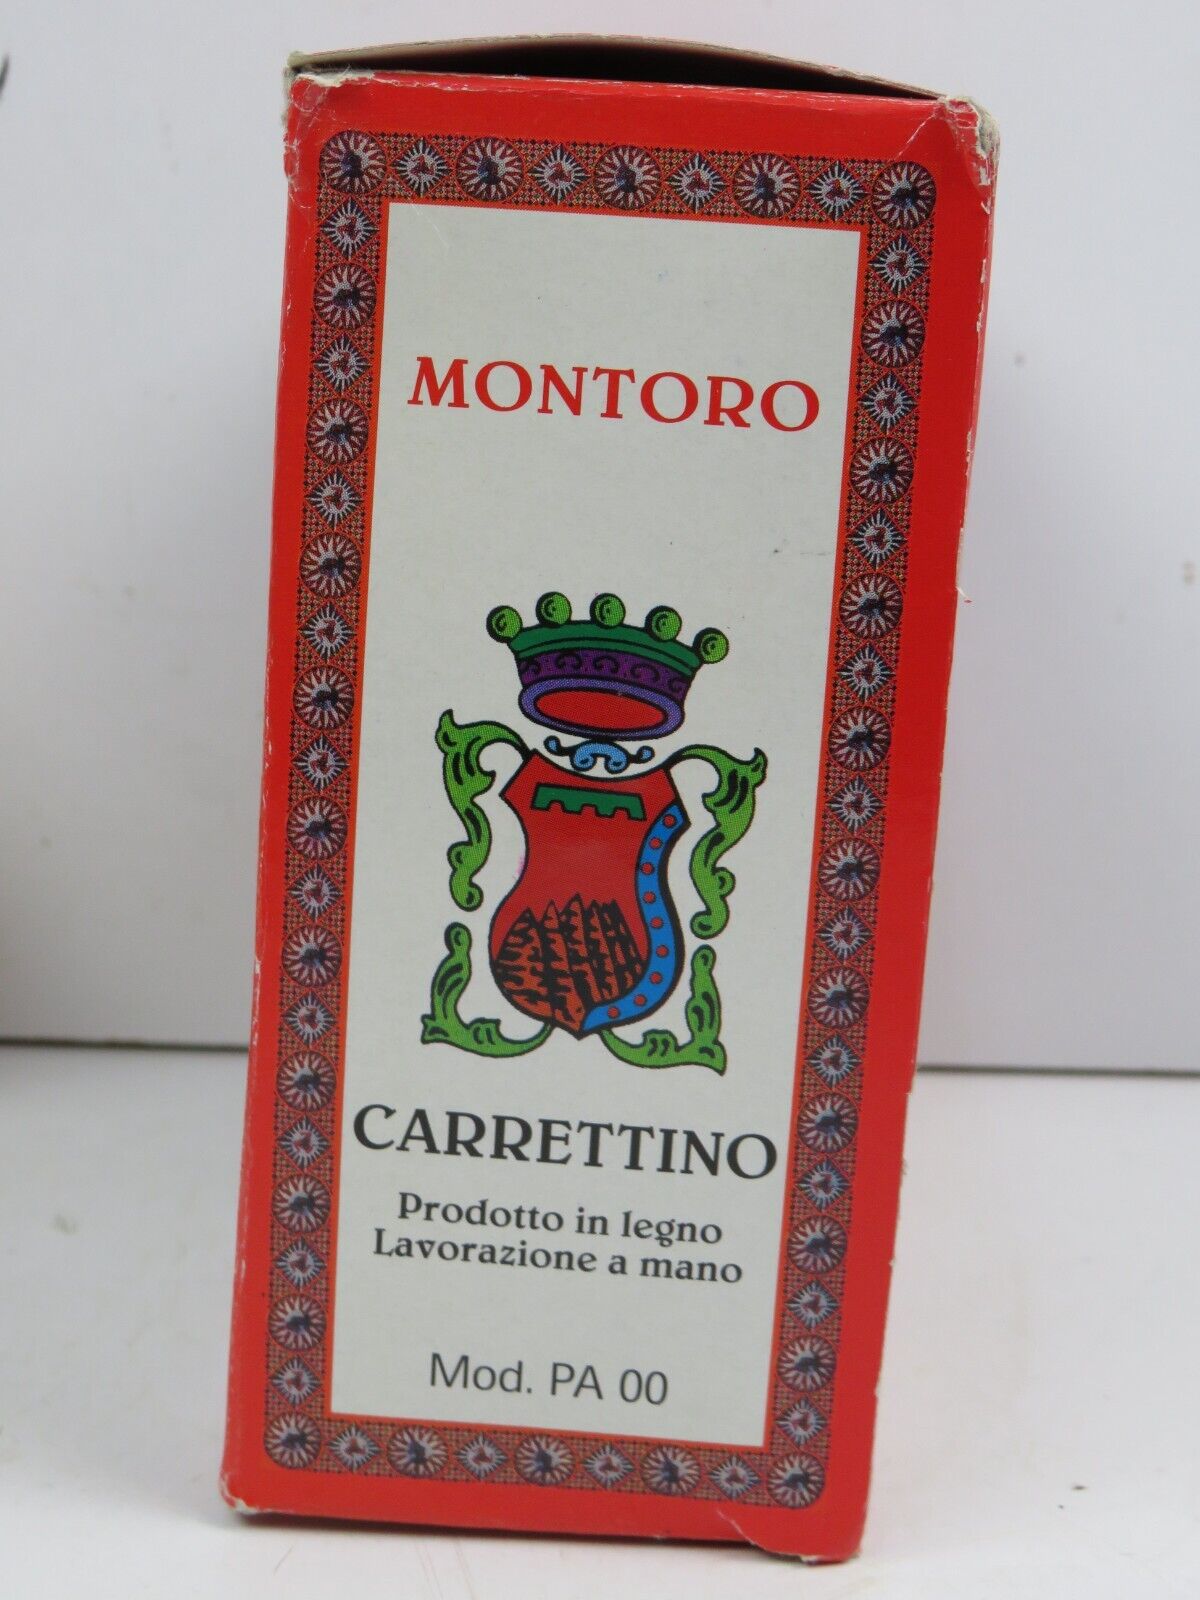 MONTORO
CARRETTINO
Prodotto in legno
Lavorazione a mano
Mod. PA 00